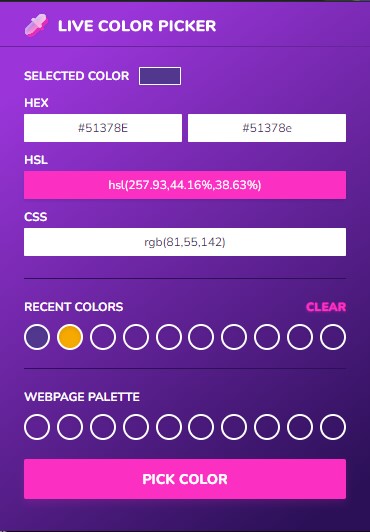 LIVE COLOR PICKER
SELECTED COLOR
HEX
#51378E #51378e
HSL
hsl(257.93,44.16%,38.63%)
CSS
rgb(81,55,142)
RECENT COLORS CLEAR
WEBPAGE PALETTE
PICK COLOR